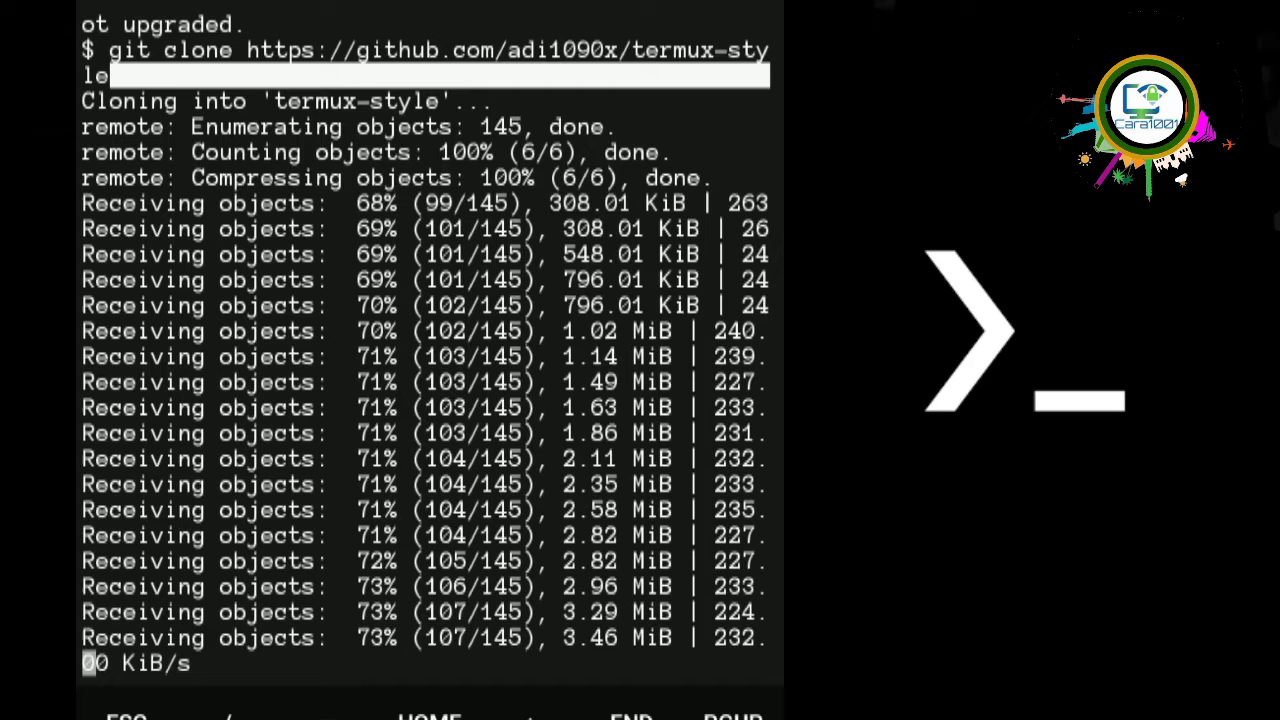 ot upgraded.
$ git clone https://github.com/adi1090x/termux-sty
le
Cloning into 'termux-style'...
remote: Enumerating objects: 145, done.
remote: Counting objects: 100% (6/6), done.
remote: Compressing objects: 100% (6/6), done.
Receiving objects:  68% (99/145), 308.01 KiB | 263
Receiving objects:  69% (101/145), 308.01 KiB | 26
Receiving objects:  69% (101/145), 548.01 KiB | 24
Receiving objects:  69% (101/145), 796.01 KiB | 24
Receiving objects:  70% (102/145), 796.01 KiB | 24
Receiving objects:  70% (102/145), 1.02 MiB | 240.
Receiving objects:  71% (103/145), 1.14 MiB | 239.
Receiving objects:  71% (103/145), 1.49 MiB | 227.
Receiving objects:  71% (103/145), 1.63 MiB | 233.
Receiving objects:  71% (103/145), 1.86 MiB | 231.
Receiving objects:  71% (104/145), 2.11 MiB | 232.
Receiving objects:  71% (104/145), 2.35 MiB | 233.
Receiving objects:  71% (104/145), 2.58 MiB | 235.
Receiving objects:  71% (104/145), 2.82 MiB | 227.
Receiving objects:  72% (105/145), 2.82 MiB | 227.
Receiving objects:  73% (106/145), 2.96 MiB | 233.
Receiving objects:  73% (107/145), 3.29 MiB | 224.
Receiving objects:  73% (107/145), 3.46 MiB | 232.
00 KiB/s
ESC / HOME END PGUP
Cara1001
❯_